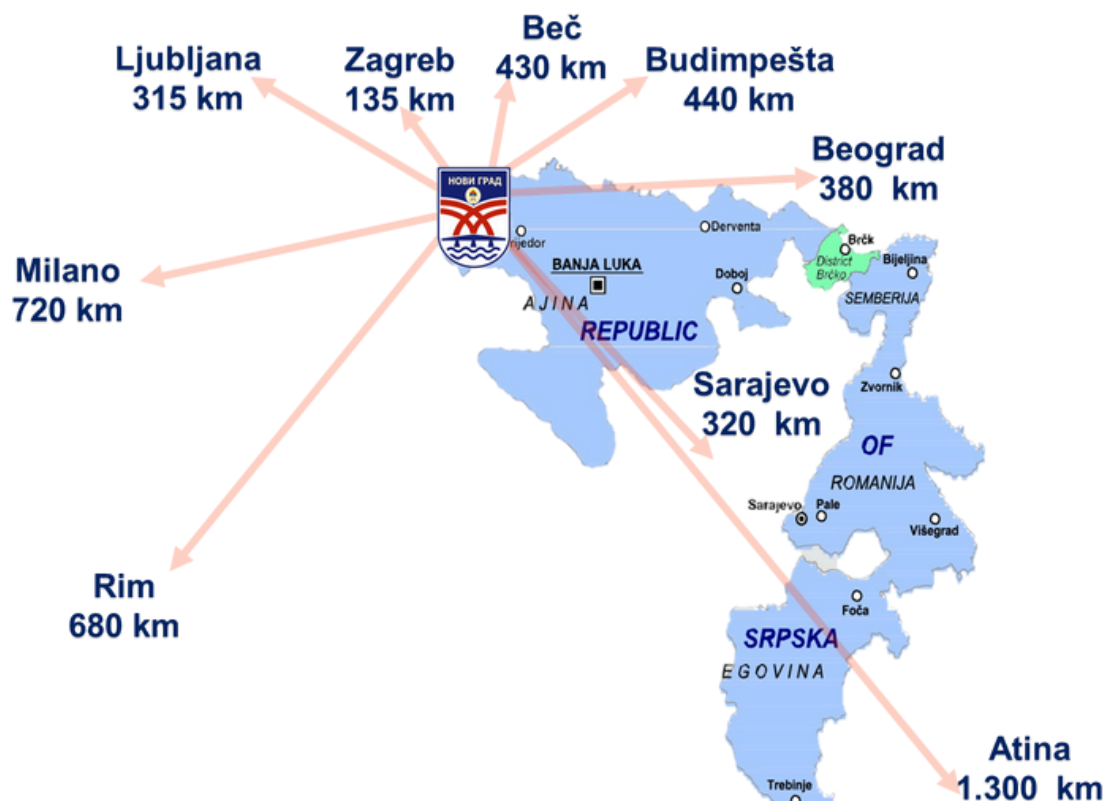 Beč
430 km
Ljubljana
315 km
Zagreb
135 km
Budimpešta
440 km
Beograd
380 km
НОВИ ГРАД
rijedor
Derventa
Brčk
District
Brčko
Bijeljina
BANJA LUKA
Doboj
Milano
720 km
AJINA
SEMBERIJA
REPUBLIC
Zvornik
Sarajevo
320 km
OF
ROMANIJA
Sarajevo
Pale
Višegrad
Rim
680 km
Foča
SRPSKA
EGOVINA
Atina
1.300 km
Trebinje